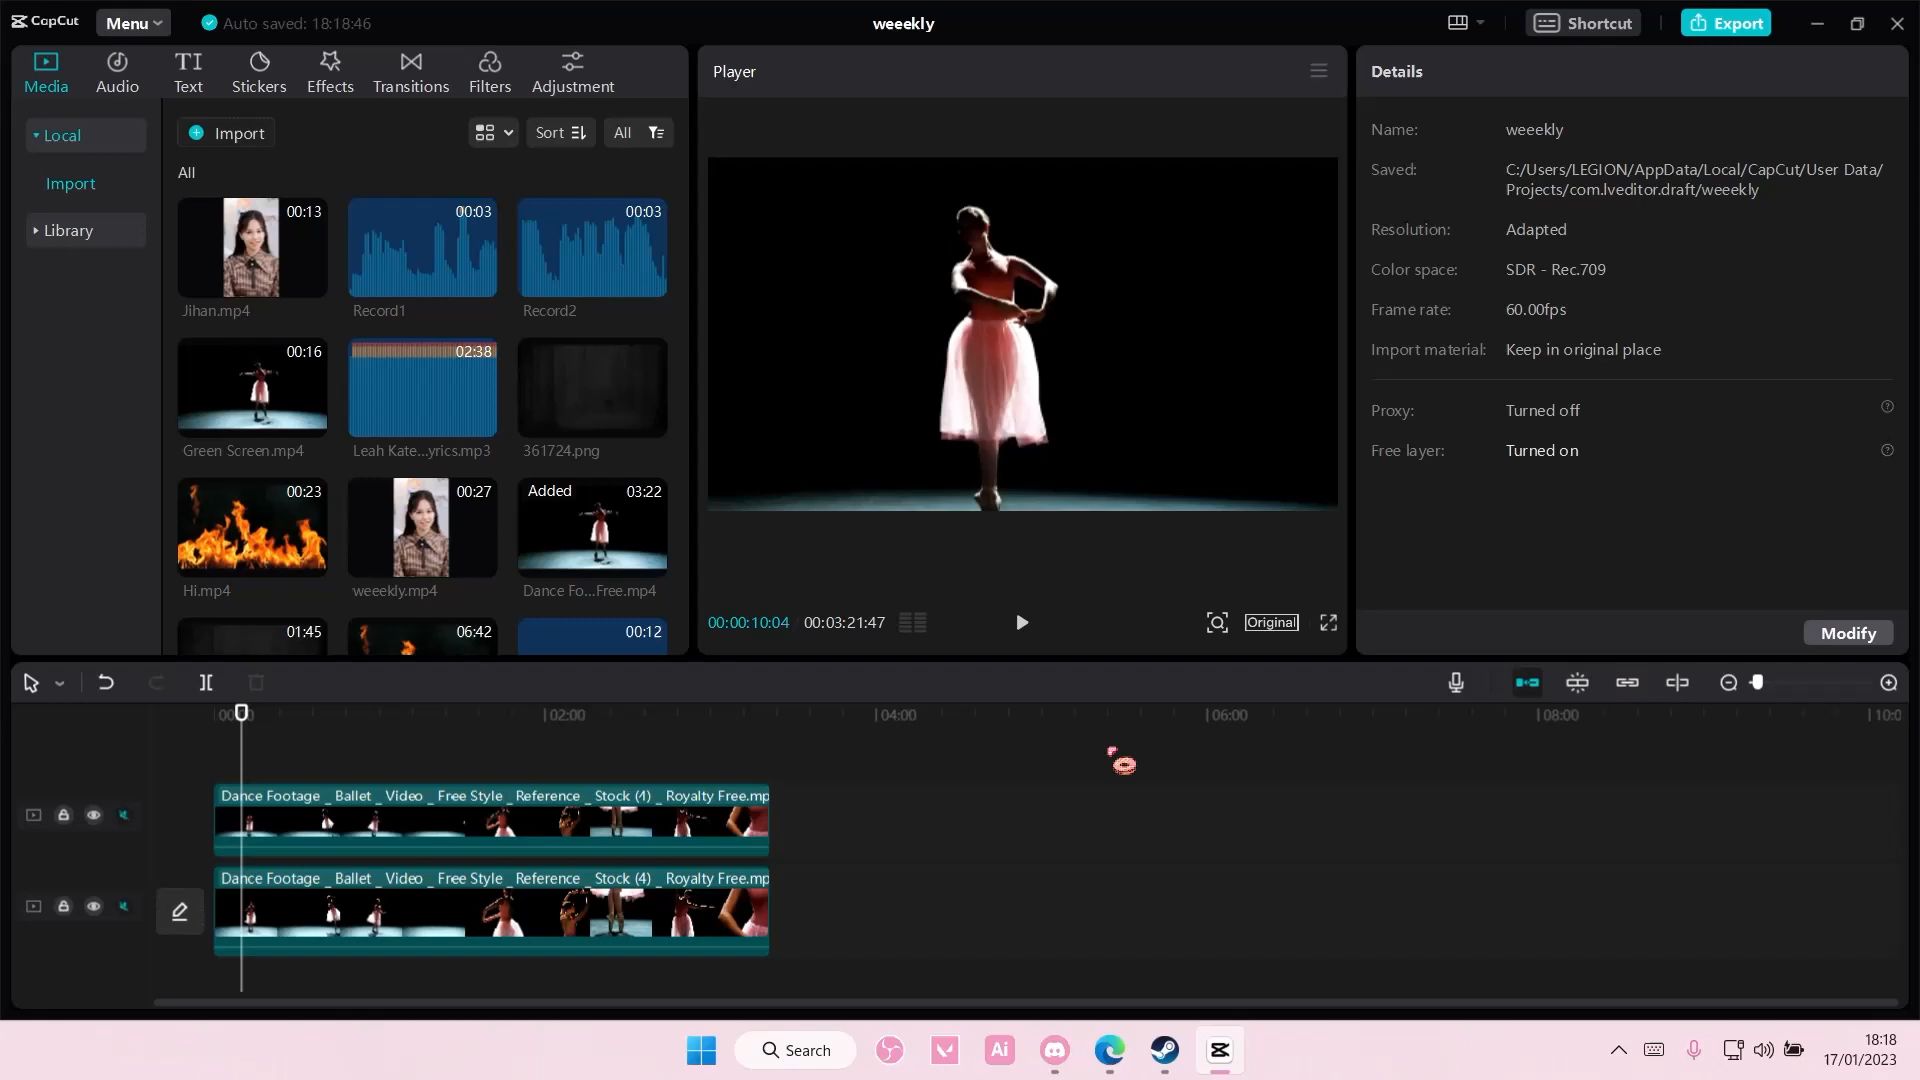 CapCut
Menu
Auto saved: 18:18:46
weeekly
Shortcut
Export
Media
Audio
Text
Stickers
Effects
Transitions
Filters
Adjustment
Local
Import
Library
Import
Sort
All
All
00:13
00:03
00:03
Jihan.mp4
Record1
Record2
00:16
02:38
Green Screen.mp4
Leah Kate...yrics.mp3
361724.png
00:23
00:27
Added
03:22
Hi.mp4
weeekly.mp4
Dance Fo...Free.mp4
01:45
06:42
00:12
Player
00:00:10:04
00:03:21:47
Original
Details
Name: weeekly
Saved: C:/Users/LEGION/AppData/Local/CapCut/User Data/
Projects/com.lveditor.draft/weeekly
Resolution: Adapted
Color space: SDR - Rec.709
Frame rate: 60.00fps
Import material: Keep in original place
Proxy: Turned off
Free layer: Turned on
Modify
02:00
04:00
06:00
08:00
Dance Footage _ Ballet _ Video _ Free Style _ Reference _ Stock (4) _ Royalty Free.mp
Dance Footage _ Ballet _ Video _ Free Style _ Reference _ Stock (4) _ Royalty Free.mp
Search
Ai
18:18
17/01/2023